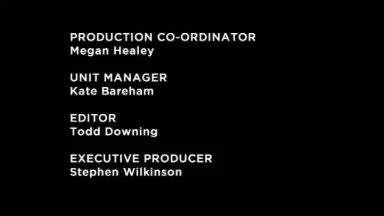 PRODUCTION CO-ORDINATOR
Megan Healey
UNIT MANAGER
Kate Bareham
EDITOR
Todd Downing
EXECUTIVE PRODUCER
Stephen Wilkinson